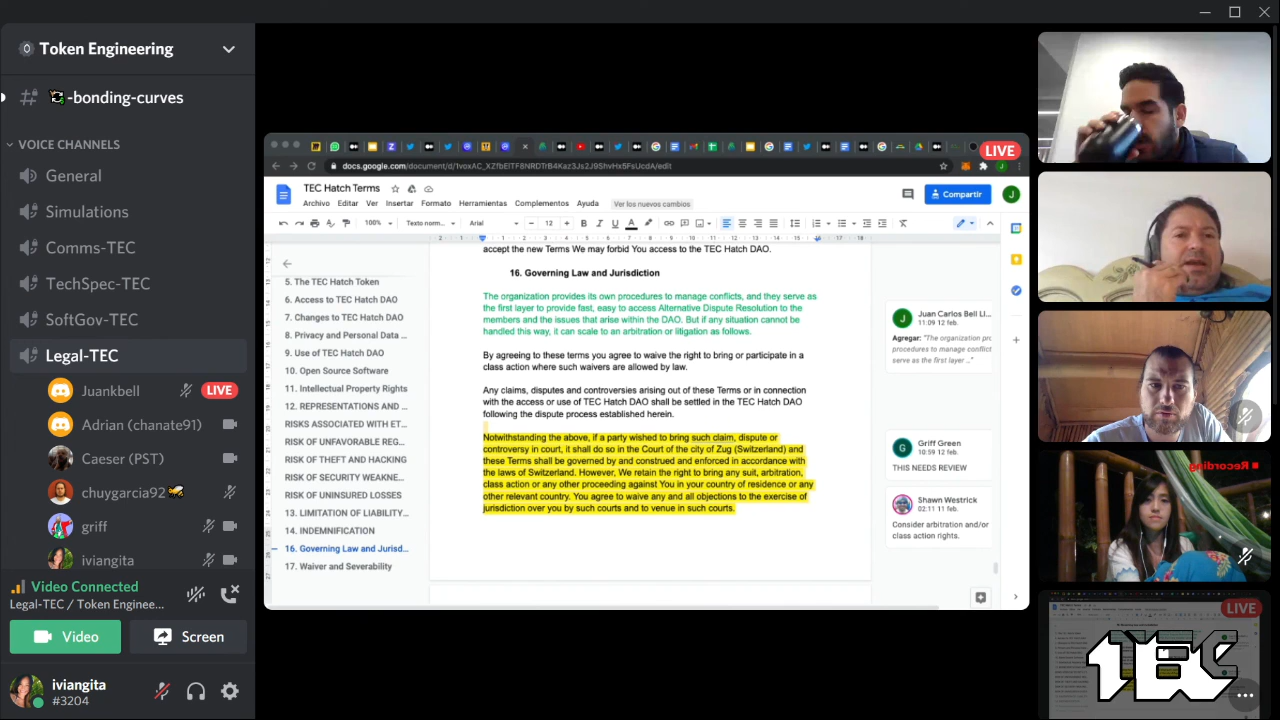 Token Engineering
-bonding-curves
VOICE CHANNELS
General
Simulations
Comms-TEC
TechSpec-TEC
SoftGov-TEC
Legal-TEC
Juankbell
LIVE
Adrian (chanate91)
Caeser (PST)
chuygarcia92
griff
iviangita
Video Connected
Legal-TEC / Token Enginee...
Video
Screen
iviangita
#3204
LIVE
TEC Hatch Terms
Archivo Editar Ver Insertar Formato Herramientas Complementos Ayuda Ver los nuevos cambios
Compartir
J
100% Texto norm... Arial 12
5. The TEC Hatch Token
6. Access to TEC Hatch DAO
7. Changes to TEC Hatch DAO
8. Privacy and Personal Data ...
9. Use of TEC Hatch DAO
10. Open Source Software
11. Intellectual Property Rights
12. REPRESENTATIONS AND ...
RISKS ASSOCIATED WITH ET...
RISK OF UNFAVORABLE REG...
RISK OF THEFT AND HACKING
RISK OF SECURITY WEAKNE...
RISK OF UNINSURED LOSSES
13. LIMITATION OF LIABILITY...
14. INDEMNIFICATION
16. Governing Law and Jurisd...
17. Waiver and Severability
accept the new Terms We may forbid You access to the TEC Hatch DAO.
16. Governing Law and Jurisdiction
The organization provides its own procedures to manage conflicts, and they serve as
the first layer to provide fast, easy to access Alternative Dispute Resolution to the
members and the issues that arise within the DAO. But if any situation cannot be
handled this way, it can scale to an arbitration or litigation as follows.
By agreeing to these terms you agree to waive the right to bring or participate in a
class action where such waivers are allowed by law.
Any claims, disputes and controversies arising out of these Terms or in connection
with the access or use of TEC Hatch DAO shall be settled in the TEC Hatch DAO
following the dispute process established herein.
Notwithstanding the above, if a party wished to bring such claim, dispute or
controversy in court, it shall do so in the Court of the city of Zug (Switzerland) and
these Terms shall be governed by and construed and enforced in accordance with
the laws of Switzerland. However, We retain the right to bring any suit, arbitration,
class action or any other proceeding against You in your country of residence or any
other relevant country. You agree to waive any and all objections to the exercise of
jurisdiction over you by such courts and to venue in such courts.
J
Juan Carlos Bell Ll...
11:09 12 feb.
Agregar: "The organization pro
procedures to manage conflict
serve as the first layer ..."
G
Griff Green
10:59 12 feb.
THIS NEEDS REVIEW
Shawn Westrick
02:11 11 feb.
Consider arbitration and/or
class action rights.
Recording
LIVE
TEC